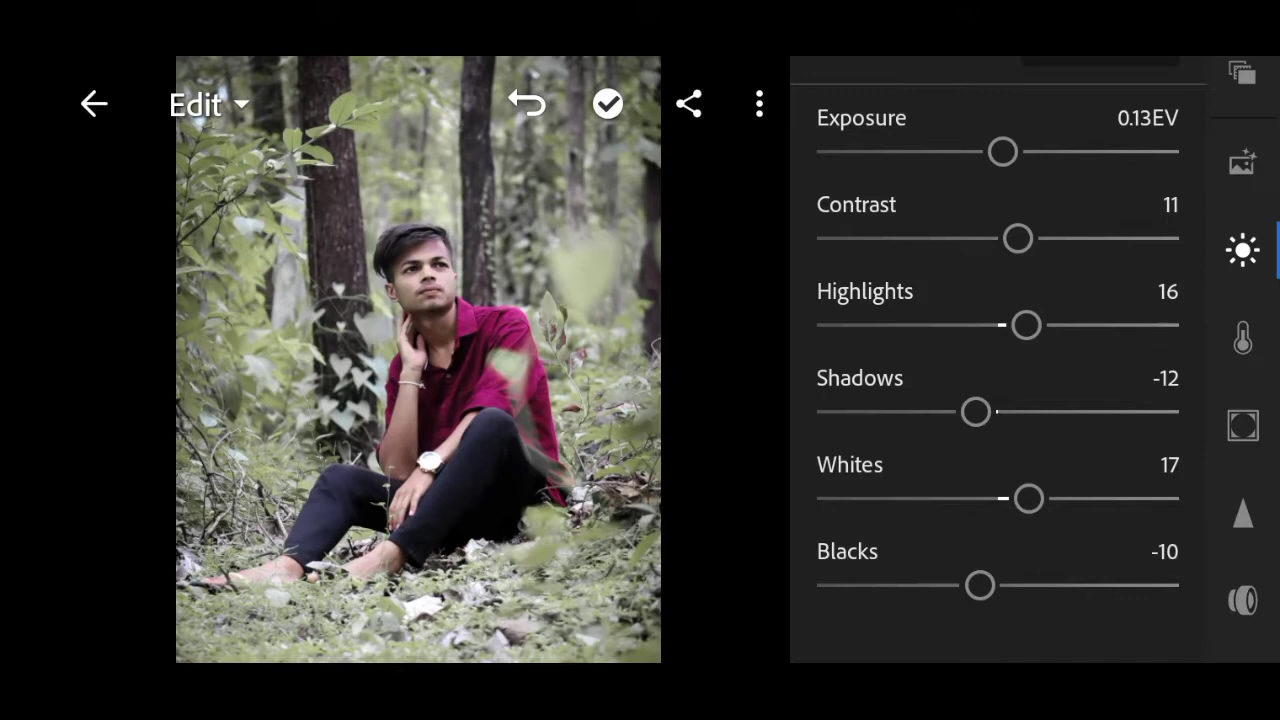 Edit
Exposure 0.13EV
Contrast 11
Highlights 16
Shadows -12
Whites 17
Blacks -10